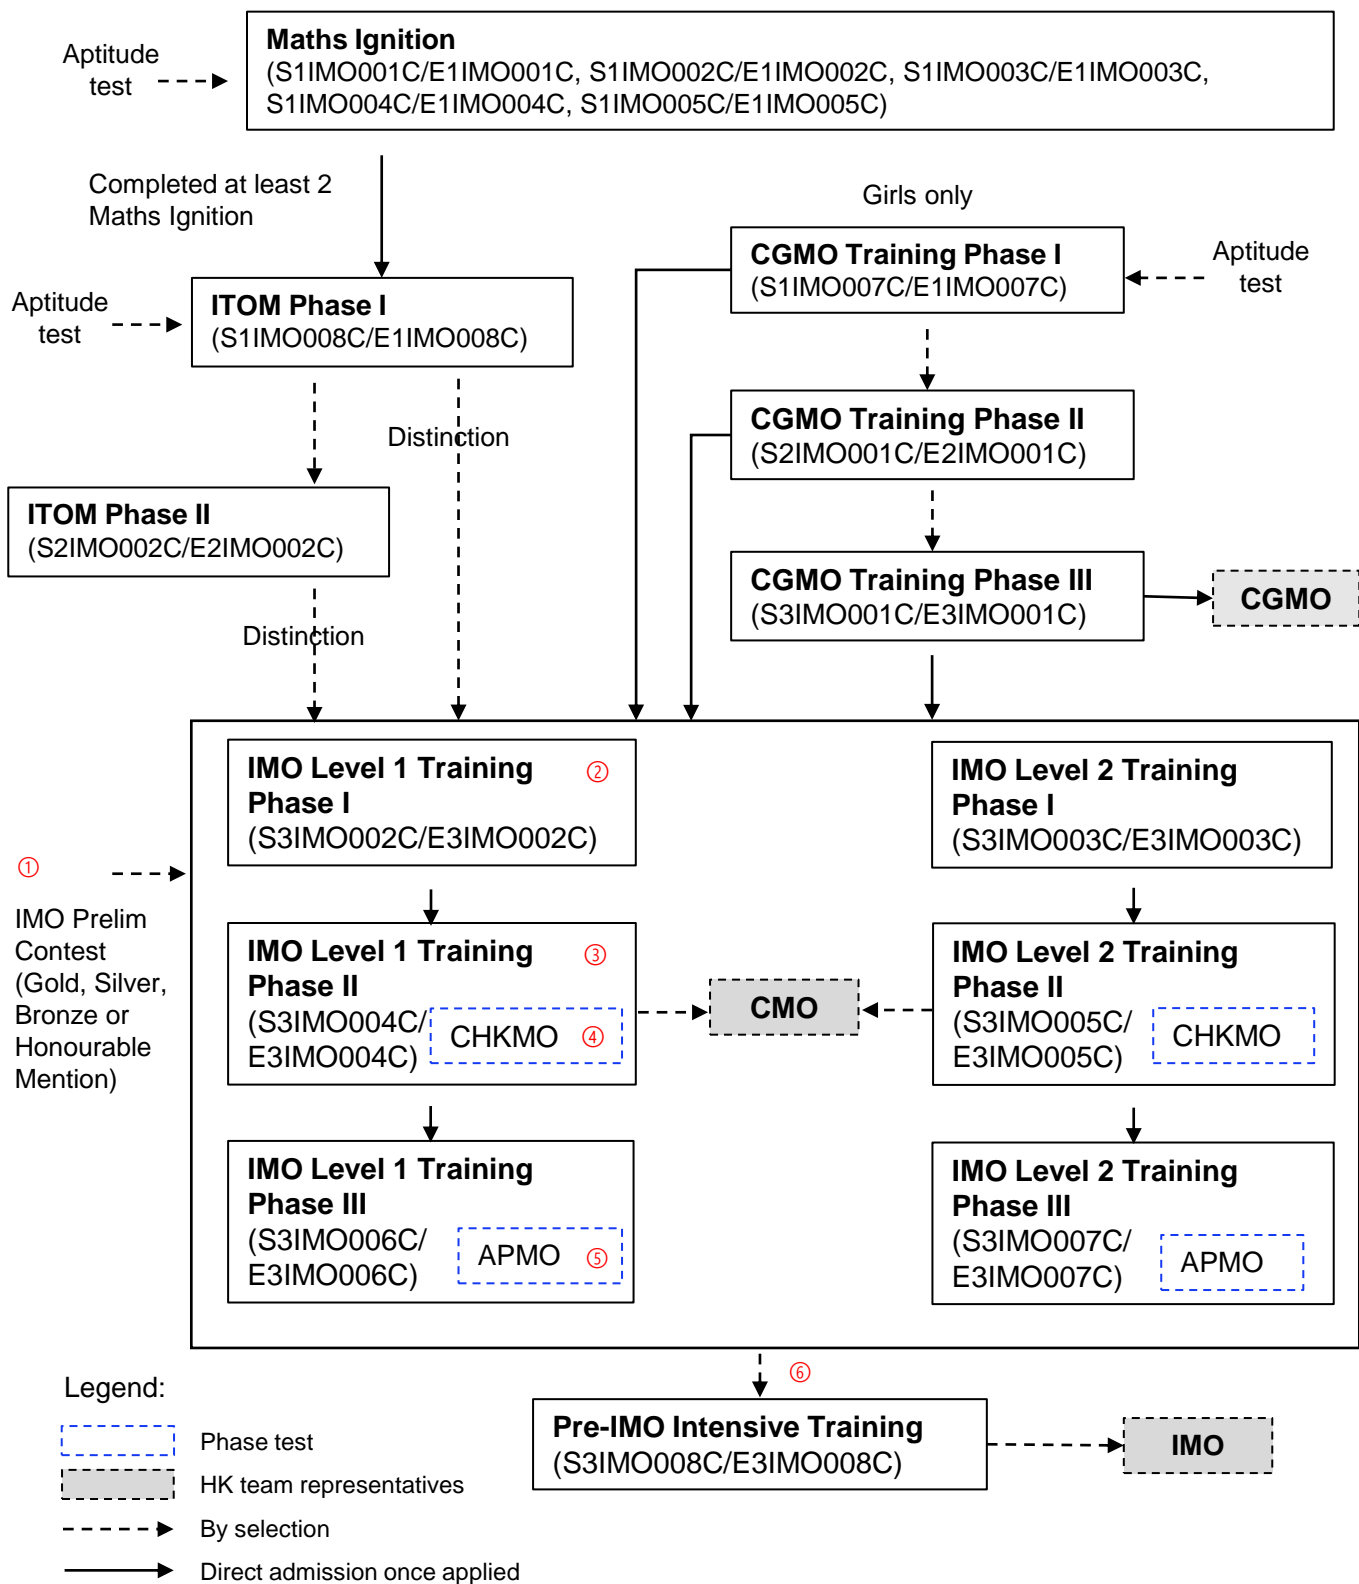 Maths Ignition
(S1IMO001C/E1IMO001C, S1IMO002C/E1IMO002C, S1IMO003C/E1IMO003C,
S1IMO004C/E1IMO004C, S1IMO005C/E1IMO005C)
Aptitude
test
Completed at least 2
Maths Ignition
Girls only
CGMO Training Phase I
(S1IMO007C/E1IMO007C)
Aptitude
test
ITOM Phase I
(S1IMO008C/E1IMO008C)
Aptitude
test
CGMO Training Phase II
(S2IMO001C/E2IMO001C)
Distinction
ITOM Phase II
(S2IMO002C/E2IMO002C)
CGMO Training Phase III
(S3IMO001C/E3IMO001C)
CGMO
Distinction
IMO Level 1 Training ②
Phase I
(S3IMO002C/E3IMO002C)
IMO Level 2 Training
Phase I
(S3IMO003C/E3IMO003C)
①
IMO Prelim
Contest
(Gold, Silver,
Bronze or
Honourable
Mention)
IMO Level 1 Training ③
Phase II
(S3IMO004C/
E3IMO004C)
CHKMO ④
CMO
IMO Level 2 Training
Phase II
(S3IMO005C/
E3IMO005C)
CHKMO
IMO Level 1 Training
Phase III
(S3IMO006C/
E3IMO006C)
APMO ⑤
IMO Level 2 Training
Phase III
(S3IMO007C/
E3IMO007C)
APMO
⑥
Pre-IMO Intensive Training
(S3IMO008C/E3IMO008C)
IMO
Legend:
Phase test
HK team representatives
By selection
Direct admission once applied